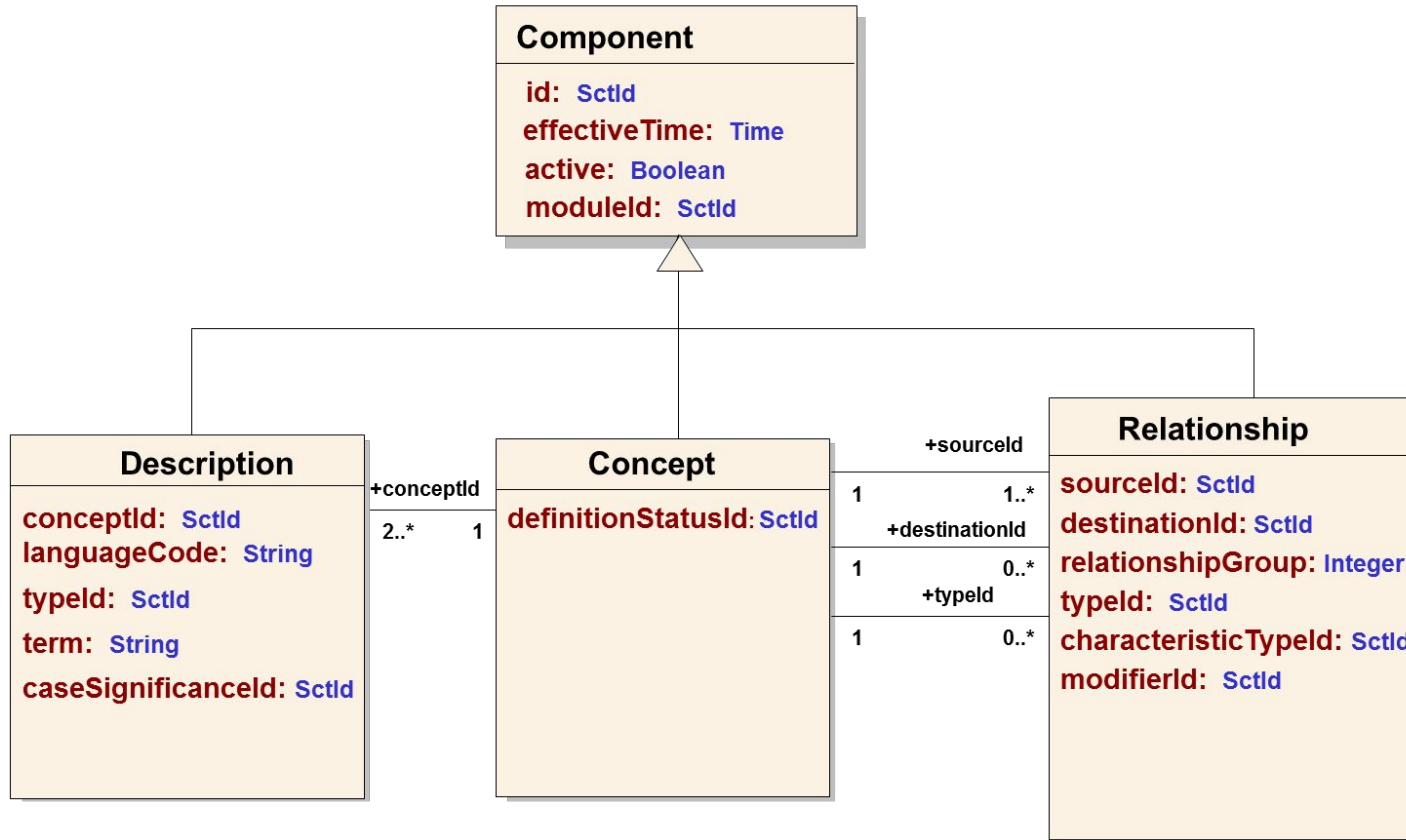 Component
id: SctId
effectiveTime: Time
active: Boolean
moduleId: SctId
Description
conceptId: SctId
languageCode: String
typeId: SctId
term: String
caseSignificanceId: SctId
+conceptId
2..* 1
Concept
definitionStatusId: SctId
+sourceId
1 1..*
+destinationId
1 0..*
+typeId
1 0..*
Relationship
sourceId: SctId
destinationId: SctId
relationshipGroup: Integer
typeId: SctId
characteristicTypeId: SctId
modifierId: SctId